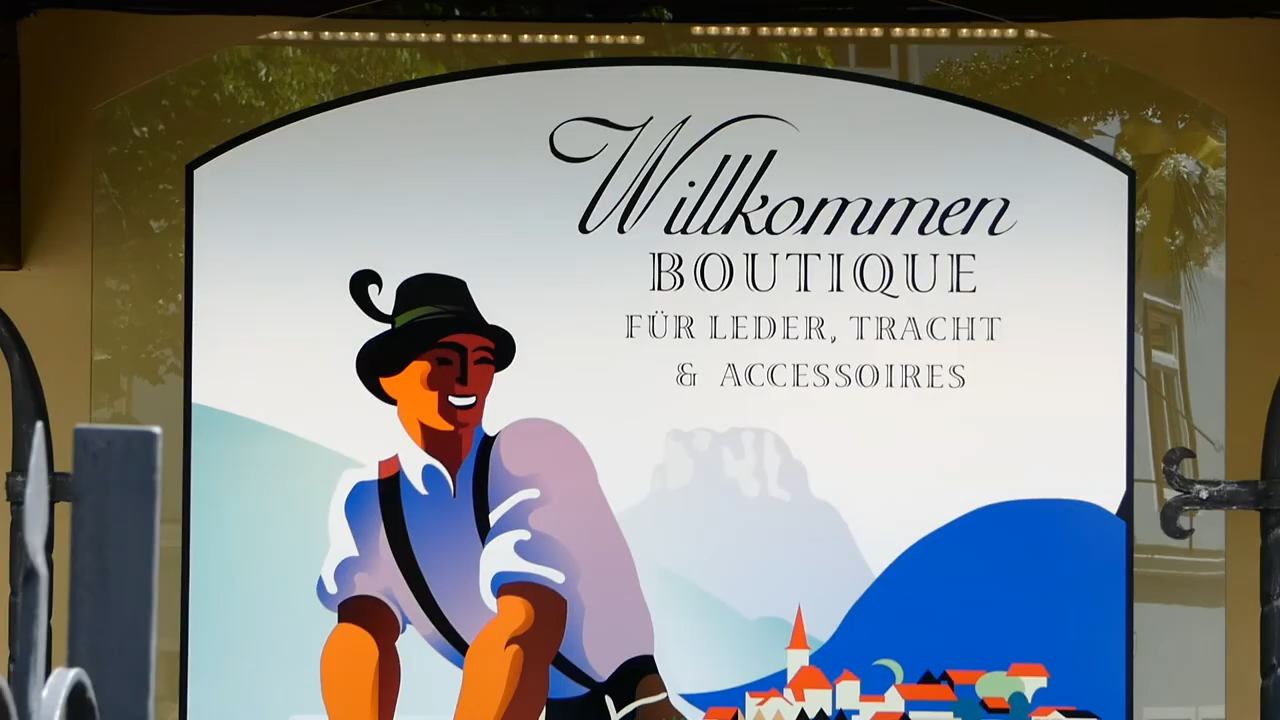 Willkommen
BOUTIQUE
FÜR LEDER, TRACHT
& ACCESSOIRES